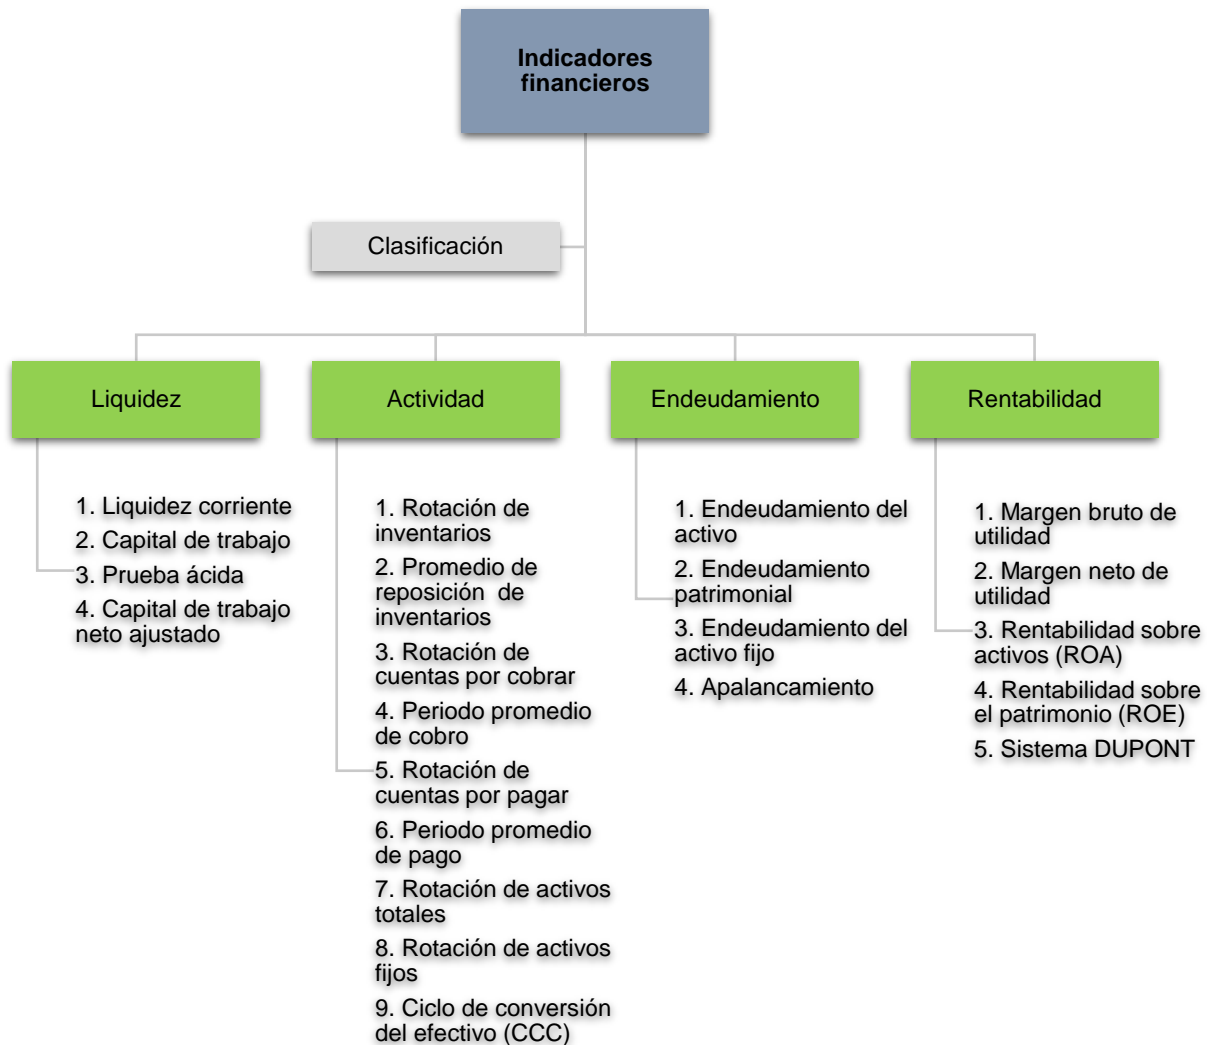 Indicadores
financieros
Clasificación
Liquidez
1. Liquidez corriente
2. Capital de trabajo
3. Prueba ácida
4. Capital de trabajo
neto ajustado
Actividad
1. Rotación de
inventarios
2. Promedio de
reposición de
inventarios
3. Rotación de
cuentas por cobrar
4. Periodo promedio
de cobro
5. Rotación de
cuentas por pagar
6. Periodo promedio
de pago
7. Rotación de activos
totales
8. Rotación de activos
fijos
9. Ciclo de conversión
del efectivo (CCC)
Endeudamiento
1. Endeudamiento del
activo
2. Endeudamiento
patrimonial
3. Endeudamiento del
activo fijo
4. Apalancamiento
Rentabilidad
1. Margen bruto de
utilidad
2. Margen neto de
utilidad
3. Rentabilidad sobre
activos (ROA)
4. Rentabilidad sobre
el patrimonio (ROE)
5. Sistema DUPONT